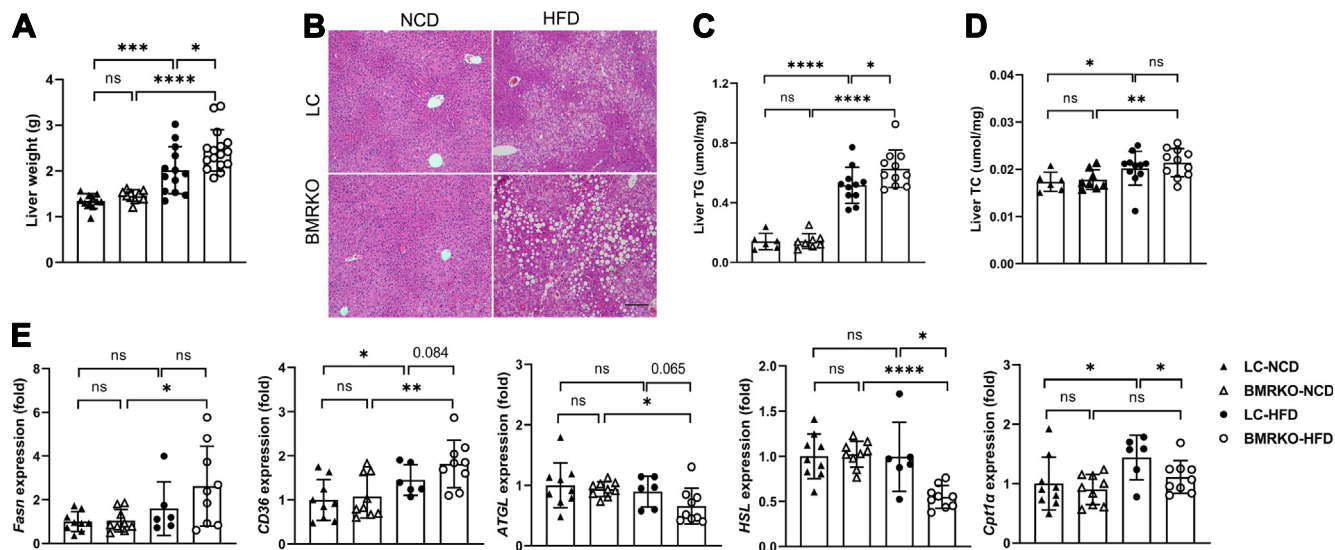 A
Liver weight (g)
4
3
2
1
0
***
*
ns
****
B
NCD
HFD
LC
BMRKO
C
Liver TG (umol/mg)
1.2
0.8
0.4
0.0
****
*
ns
****
D
Liver TC (umol/mg)
0.04
0.03
0.02
0.01
0.00
*
ns
ns
**
E
Fasn expression (fold)
8
6
4
2
0
ns
ns
ns
*
CD36 expression (fold)
4
3
2
1
0
*
0.084
ns
**
ATGL expression (fold)
3
2
1
0
ns
0.065
ns
*
HSL expression (fold)
2.0
1.5
1.0
0.5
0.0
ns
*
ns
****
Cpt1α expression (fold)
3
2
1
0
*
*
ns
ns
LC-NCD
BMRKO-NCD
LC-HFD
BMRKO-HFD